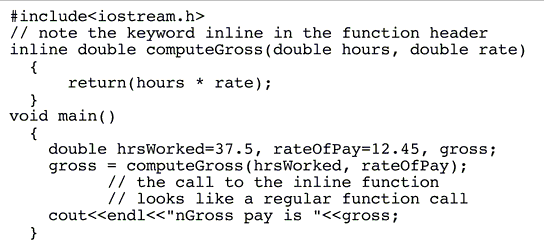 #include<iostream.h>
// note the keyword inline in the function header
inline double computeGross(double hours, double rate)
{
return(hours * rate);
}
void main()
{
double hrsWorked=37.5, rateOfPay=12.45, gross;
gross = computeGross(hrsWorked, rateOfPay);
// the call to the inline function
// looks like a regular function call
cout<<endl<<"nGross pay is "<<gross;
}